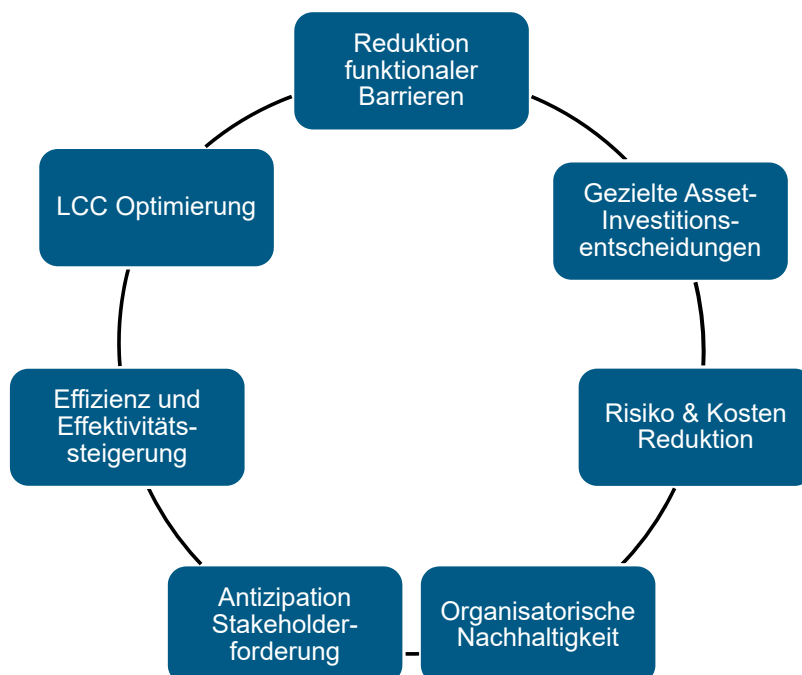 Reduktion
funktionaler
Barrieren
Gezielte Asset-
Investitions-
entscheidungen
Risiko & Kosten
Reduktion
Organisatorische
Nachhaltigkeit
Antizipation
Stakeholder-
forderung
Effizienz und
Effektivitäts-
steigerung
LCC Optimierung